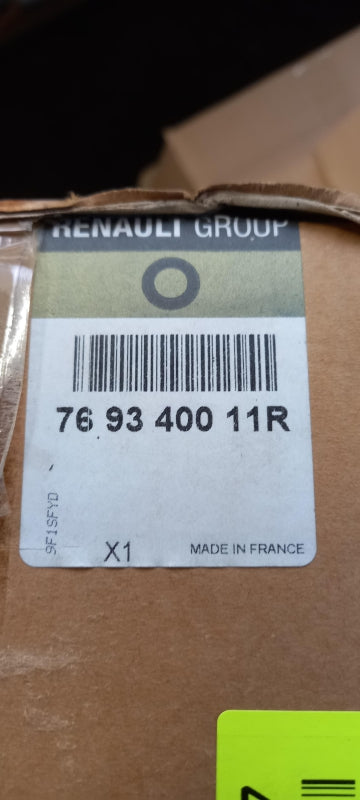 RENAULT GROUP
76 93 400 11R
9F1SFYD
X1
MADE IN FRANCE